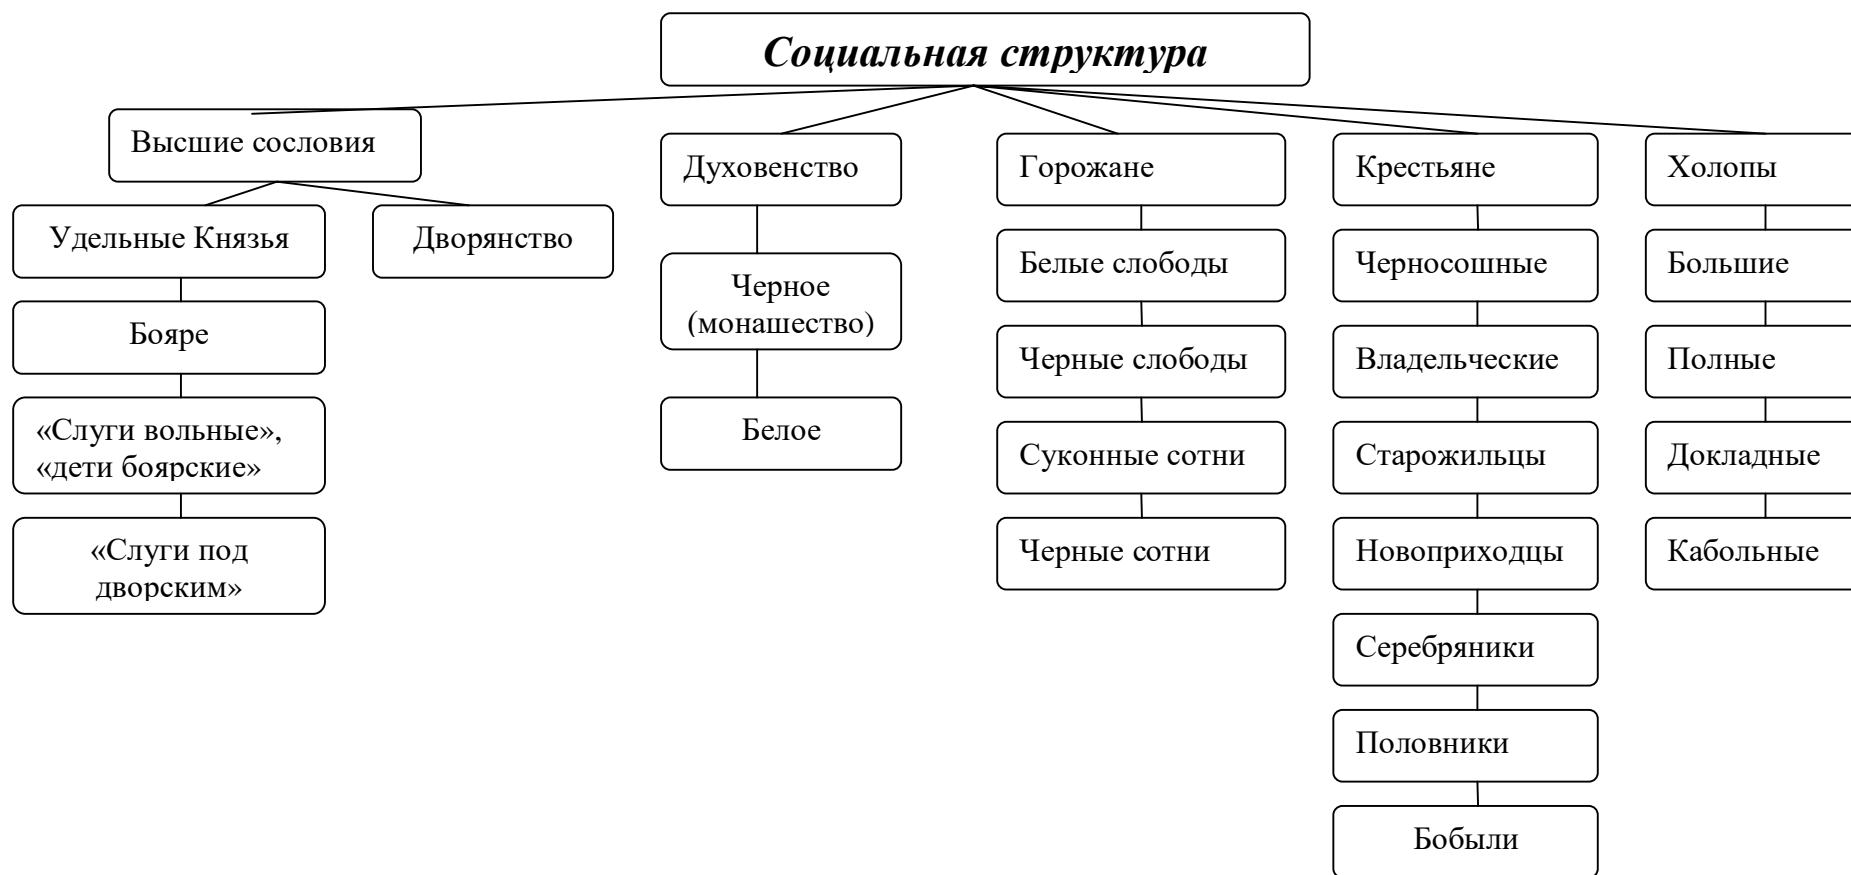 Социальная структура
Высшие сословия
Удельные Князья
Бояре
«Слуги вольные»,
«дети боярские»
«Слуги под
дворским»
Дворянство
Духовенство
Черное
(монашество)
Белое
Горожане
Белые слободы
Черные слободы
Суконные сотни
Черные сотни
Крестьяне
Черносошные
Владельческие
Старожильцы
Новоприходцы
Серебряники
Половники
Бобыли
Холопы
Большие
Полные
Докладные
Кабольные